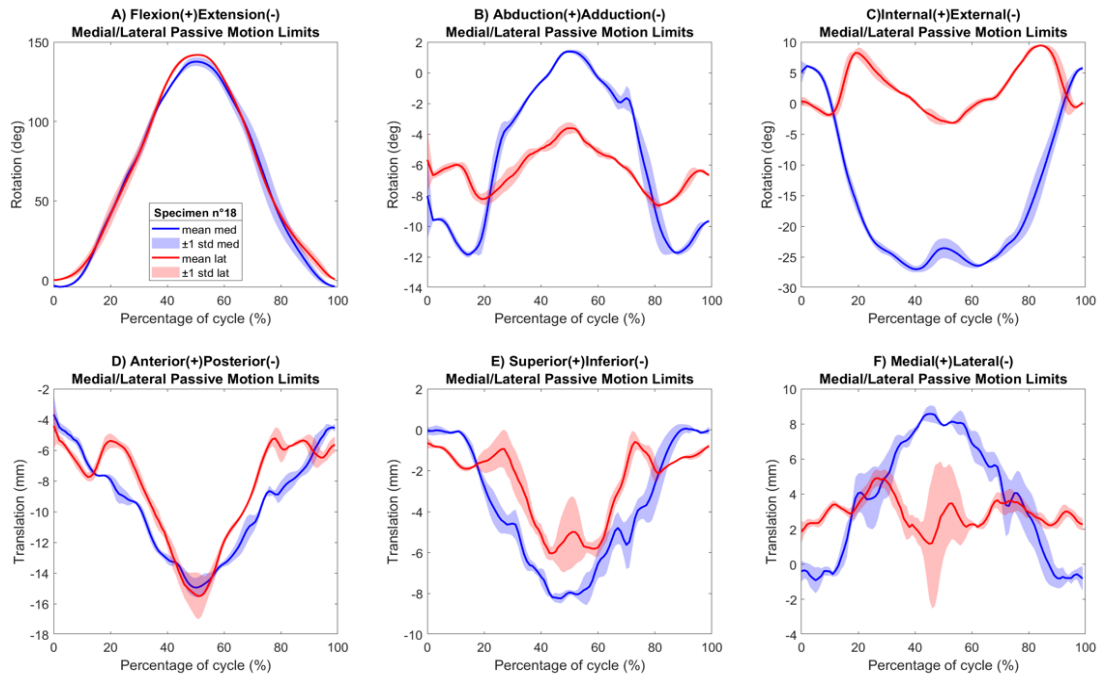 A) Flexion(+)Extension(-)
Medial/Lateral Passive Motion Limits
150
100
50
0
Rotation (deg)
Specimen n°18
mean med
±1 std med
mean lat
±1 std lat
0 20 40 60 80 100
Percentage of cycle (%)
B) Abduction(+)Adduction(-)
Medial/Lateral Passive Motion Limits
2
0
-2
-4
-6
-8
-10
-12
-14
Rotation (deg)
0 20 40 60 80 100
Percentage of cycle (%)
C)Internal(+)External(-)
Medial/Lateral Passive Motion Limits
10
5
0
-5
-10
-15
-20
-25
-30
Rotation (deg)
0 20 40 60 80 100
Percentage of cycle (%)
D) Anterior(+)Posterior(-)
Medial/Lateral Passive Motion Limits
-2
-4
-6
-8
-10
-12
-14
-16
-18
Translation (mm)
0 20 40 60 80 100
Percentage of cycle (%)
E) Superior(+)Inferior(-)
Medial/Lateral Passive Motion Limits
2
0
-2
-4
-6
-8
-10
Translation (mm)
0 20 40 60 80 100
Percentage of cycle (%)
F) Medial(+)Lateral(-)
Medial/Lateral Passive Motion Limits
10
8
6
4
2
0
-2
-4
Translation (mm)
0 20 40 60 80 100
Percentage of cycle (%)